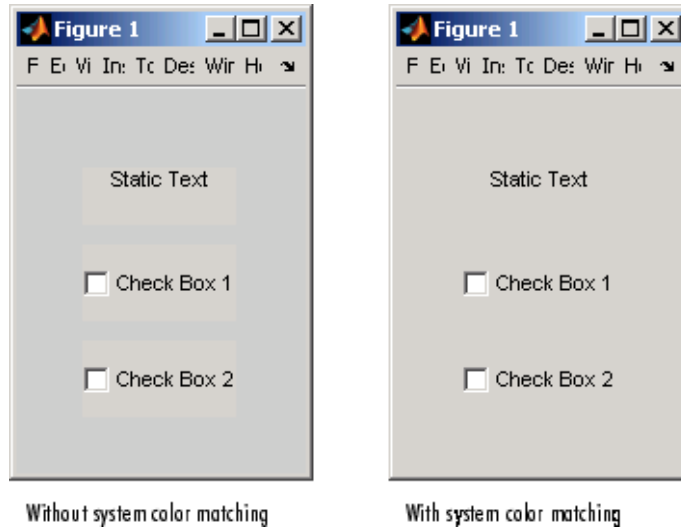 Figure 1
F E Vi In: Tc Des Wir H
Static Text
Check Box 1
Check Box 2
Without system color matching
Figure 1
F E Vi In: Tc Des Wir H
Static Text
Check Box 1
Check Box 2
With system color matching